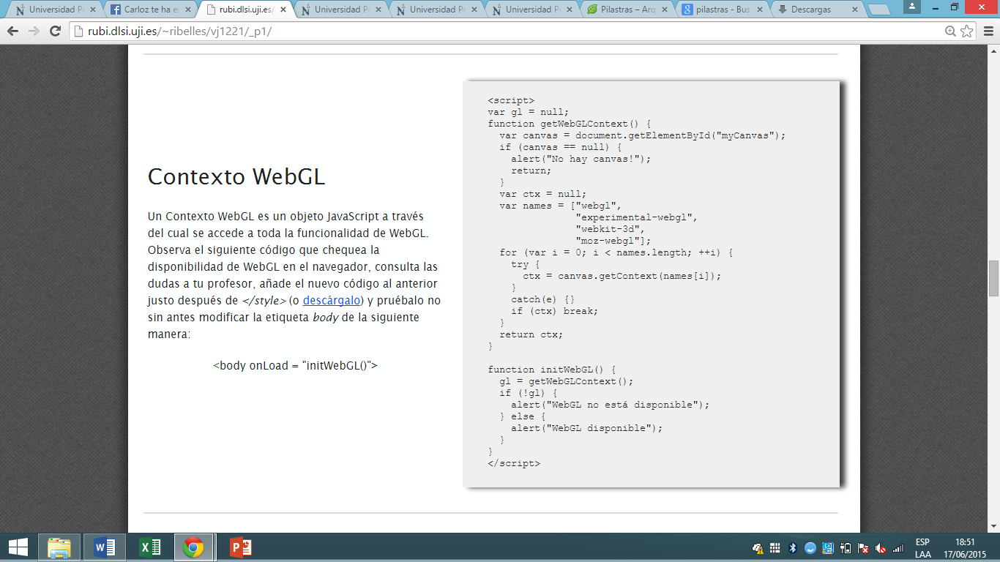 Universidad Pr
Carloz te ha e
rubi.dlsi.uji.es/
Universidad Pr
Universidad Pr
Universidad Pr
Pilastras – Arq
pilastras - Bus
Descargas
rubi.dlsi.uji.es/~ribelles/vj1221/_p1/
Contexto WebGL
Un Contexto WebGL es un objeto JavaScript a través
del cual se accede a toda la funcionalidad de WebGL.
Observa el siguiente código que chequea la
disponibilidad de WebGL en el navegador, consulta las
dudas a tu profesor, añade el nuevo código al anterior
justo después de </style> (o descárgalo) y pruébalo no
sin antes modificar la etiqueta body de la siguiente
manera:
<body onLoad = "initWebGL()">
<script>
var gl = null;
function getWebGLContext() {
  var canvas = document.getElementById("myCanvas");
  if (canvas == null) {
    alert("No hay canvas!");
    return;
  }
  var ctx = null;
  var names = ["webgl",
               "experimental-webgl",
               "webkit-3d",
               "moz-webgl"];
  for (var i = 0; i < names.length; ++i) {
    try {
      ctx = canvas.getContext(names[i]);
    }
    catch(e) {}
    if (ctx) break;
  }
  return ctx;
}
function initWebGL() {
  gl = getWebGLContext();
  if (!gl) {
    alert("WebGL no está disponible");
  } else {
    alert("WebGL disponible");
  }
}
</script>
ESP
LAA
18:51
17/06/2015